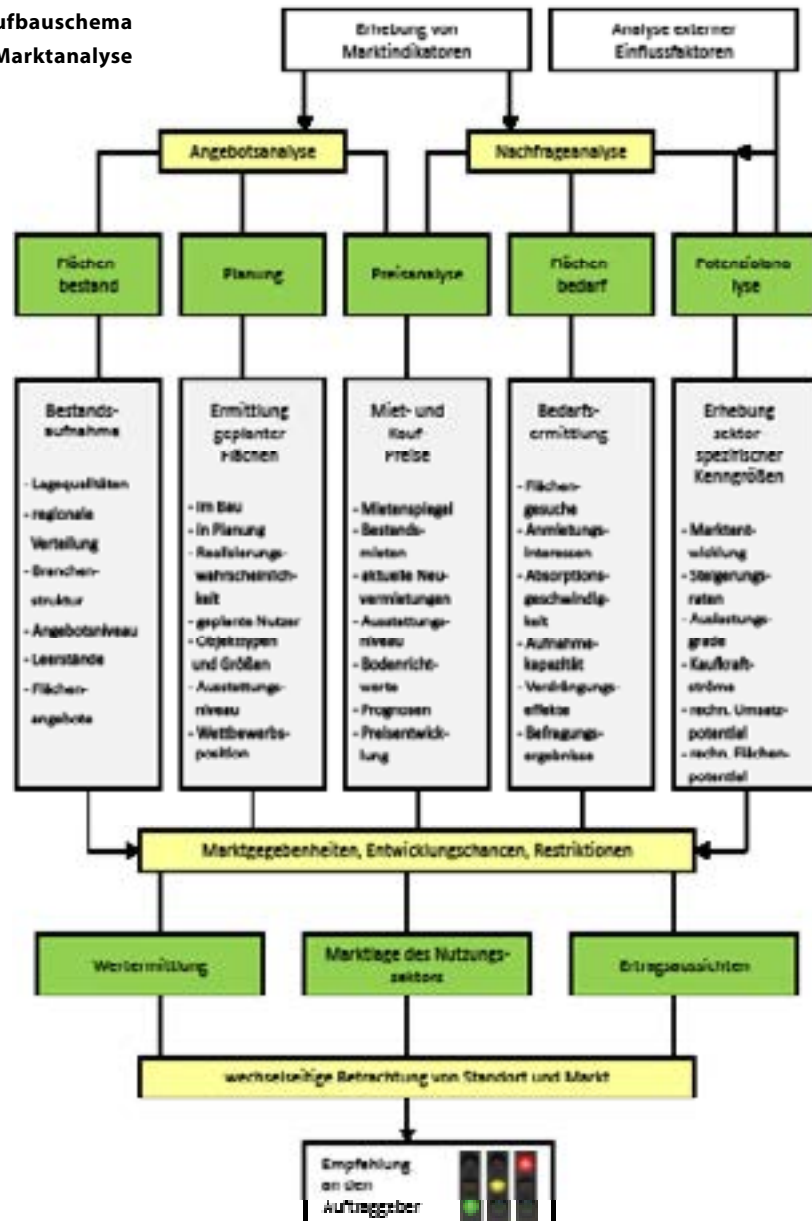 ufbauschema
Marktanalyse
Erhebung von
Marktindikatoren
Analyse externer
Einflussfaktoren
Angebotsanalyse
Nachfrageanalyse
Flächen
bestand
Planung
Preisanalyse
Flächen
bedarf
Potenzialana
lyse
Bestands-
aufnahme
- Lagequalitäten
- regionale
Verteilung
- Branchen-
struktur
- Angebotsniveau
- Leerstände
- Flächen-
angebote
Ermittlung
geplanter
Flächen
- im Bau
- in Planung
- Realisierungs-
wahrscheinlich-
keit
- geplante Nutzer
- Objekttypen
und Größen
- Ausstattungs-
niveau
- Wettbewerbs-
position
Miet- und
Kauf-
Preise
- Mietenspiegel
- Bestands-
mieten
- aktuelle Neu-
vermietungen
- Ausstattungs-
niveau
- Bodenricht-
werte
- Prognosen
- Preisentwick-
lung
Bedarfs-
ermittlung
- Flächen-
gesuche
- Anmietungs-
interessen
- Absorptions-
geschwindig-
keit
- Aufnahme-
kapazität
- Verdrängungs-
effekte
- Befragungs-
ergebnisse
Erhebung
sektor
spezifischer
Kenngrößen
- Marktent-
wicklung
- Steigerungs-
raten
- Auslastungs-
grade
- Kaufkraft-
ströme
- rechn. Umsatz-
potential
- rechn. Flächen-
potential
Marktgegebenheiten, Entwicklungschancen, Restriktionen
Wertermittlung
Marktlage des Nutzungs-
sektors
Ertragsaussichten
wechselseitige Betrachtung von Standort und Markt
Empfehlung
an den
Auftraggeber